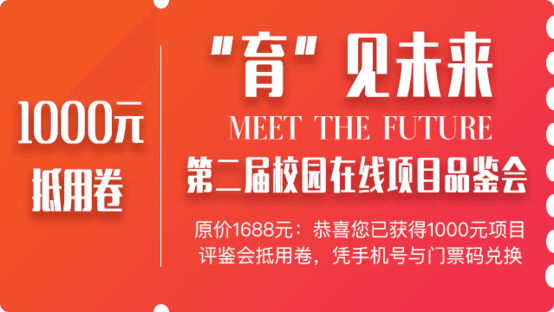 1000元
抵用卷
"育"见未来
MEET THE FUTURE
第二届校园在线项目品鉴会
原价1688元：恭喜您已获得1000元项目
评鉴会抵用卷，凭手机号与门票码兑换